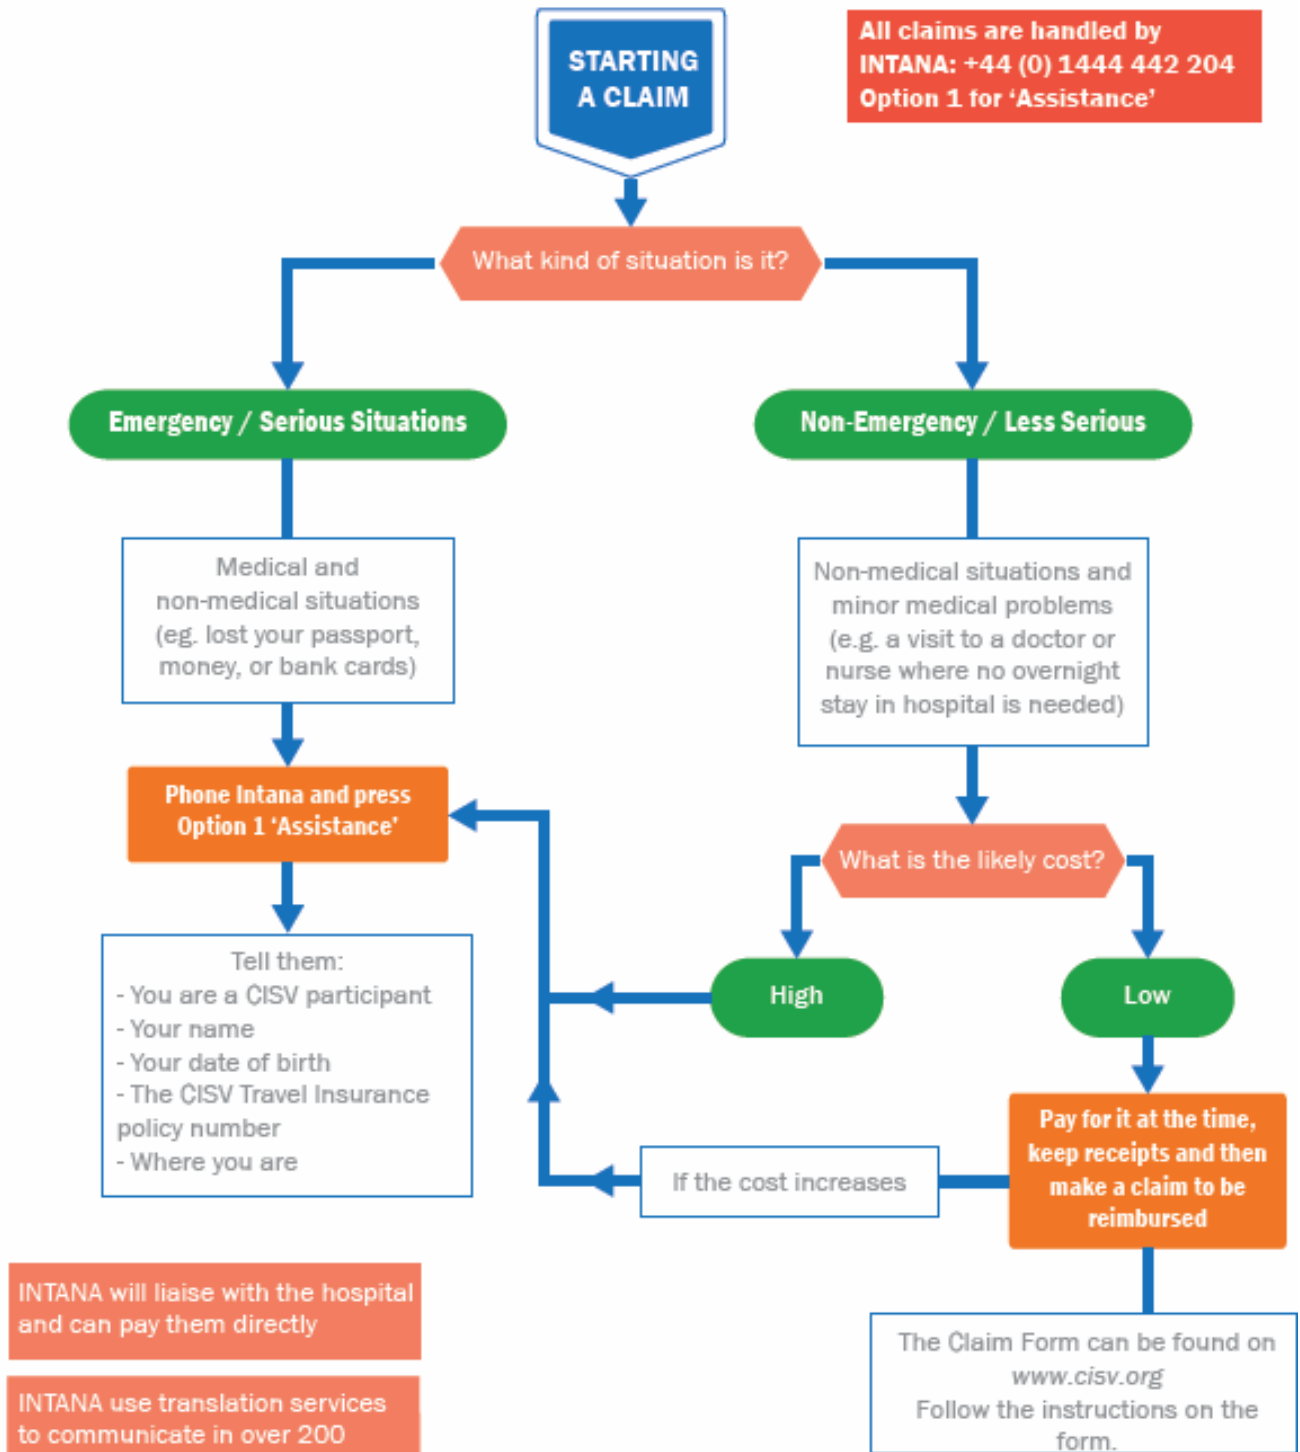 STARTING
A CLAIM
All claims are handled by
INTANA: +44 (0) 1444 442 204
Option 1 for ‘Assistance’
What kind of situation is it?
Emergency / Serious Situations
Non-Emergency / Less Serious
Medical and
non-medical situations
(eg. lost your passport,
money, or bank cards)
Non-medical situations and
minor medical problems
(e.g. a visit to a doctor or
nurse where no overnight
stay in hospital is needed)
Phone Intana and press
Option 1 ‘Assistance’
What is the likely cost?
Tell them:
- You are a CISV participant
- Your name
- Your date of birth
- The CISV Travel Insurance
policy number
- Where you are
High
Low
Pay for it at the time,
keep receipts and then
make a claim to be
reimbursed
If the cost increases
INTANA will liaise with the hospital
and can pay them directly
INTANA use translation services
to communicate in over 200
The Claim Form can be found on
www.cisv.org
Follow the instructions on the
form.